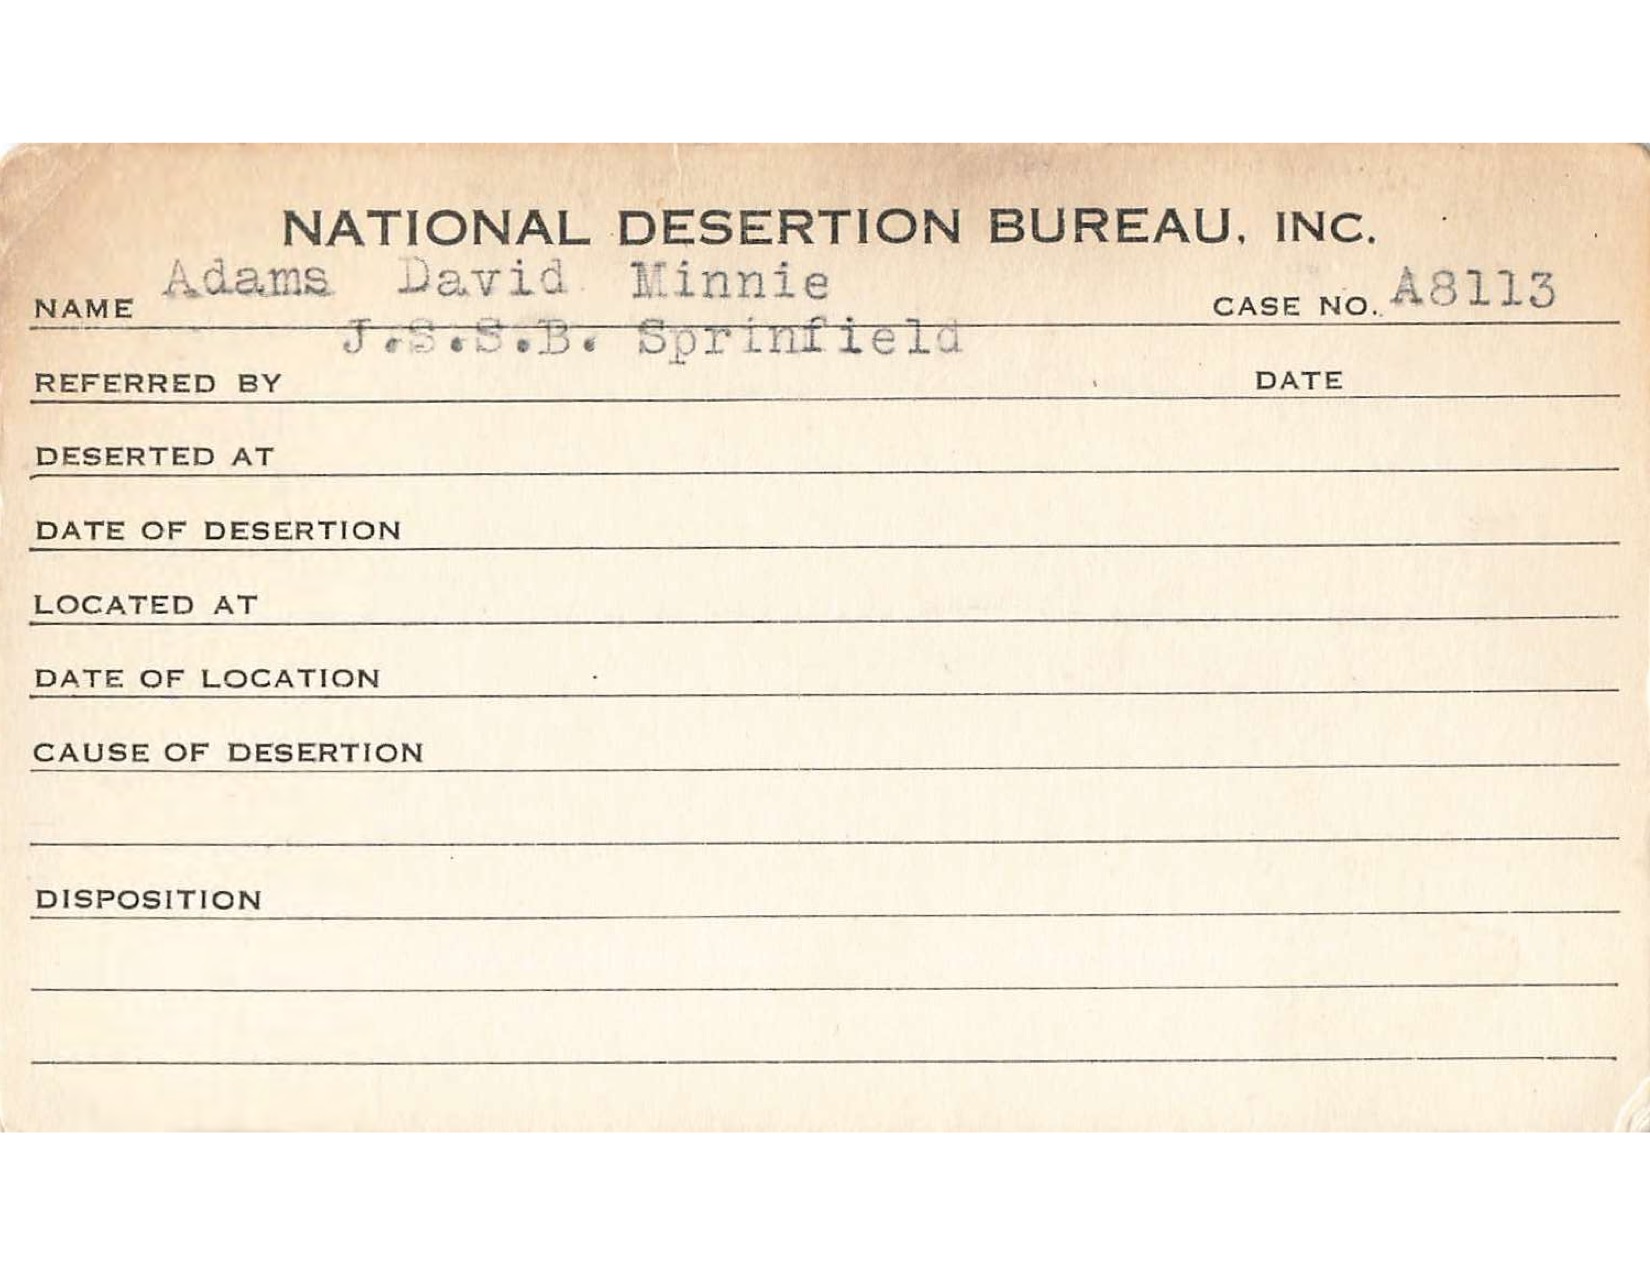 NATIONAL DESERTION BUREAU, INC.
Adams David Minnie
NAME CASE NO. A8113
J.S.S.B. Sprinfield
REFERRED BY DATE
DESERTED AT
DATE OF DESERTION
LOCATED AT
DATE OF LOCATION
CAUSE OF DESERTION
DISPOSITION